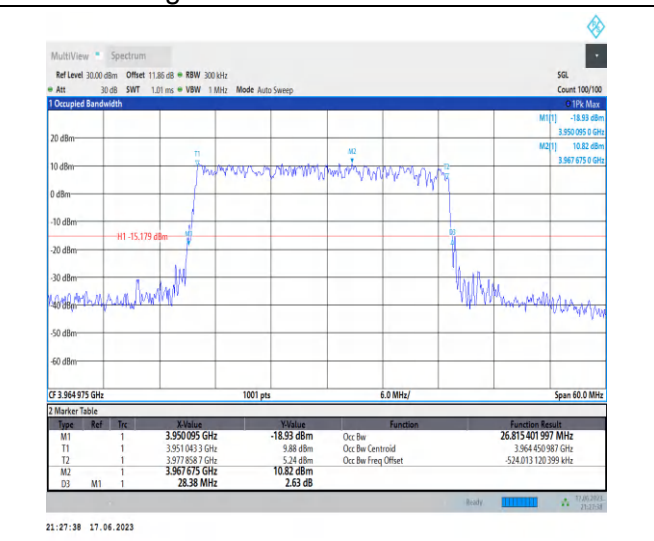 MultiView Spectrum
Ref Level 30.00 dBm Offset 11.86 dB RBW 300 kHz SGL
Att 30 dB SWT 1.01 ms VBW 1 MHz Mode Auto Sweep Count 100/100
1 Occupied Bandwidth 1Pk Max
M1[1] -18.93 dBm
3.950 095 0 GHz
M2[1] 10.82 dBm
3.967 675 0 GHz
20 dBm
T1 M2
10 dBm
0 dBm
-10 dBm
H1 -15.179 dBm
-20 dBm
-30 dBm
-40 dBm
-50 dBm
-60 dBm
CF 3.964 975 GHz 1001 pts 6.0 MHz/ Span 60.0 MHz
2 Marker Table
Type Ref Trc X-Value Y-Value Function Function Result
M1 1 3.950095 GHz -18.93 dBm Occ Bw 26.815 401 997 MHz
T1 1 3.951 043 3 GHz 9.88 dBm Occ Bw Centroid 3.964 450 987 GHz
T2 1 3.977 858 7 GHz 5.24 dBm Occ Bw Freq Offset -524.013 120 399 kHz
M2 1 3.967675 GHz 10.82 dBm
D3 M1 1 28.38 MHz 2.63 dB
Ready
21:27:38 17.06.2023